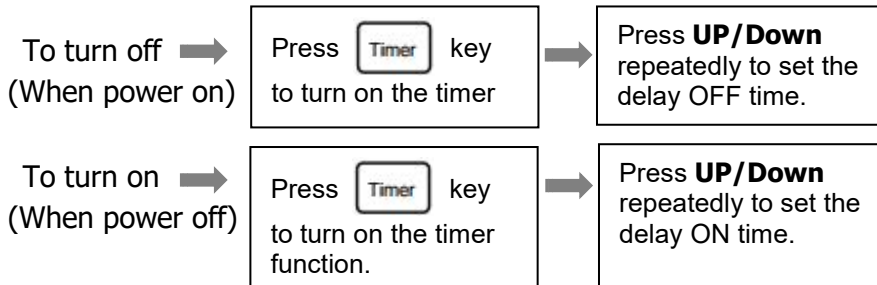 To turn off
(When power on)
Press Timer key
to turn on the timer
Press UP/Down
repeatedly to set the
delay OFF time.
To turn on
(When power off)
Press Timer key
to turn on the timer
function.
Press UP/Down
repeatedly to set the
delay ON time.